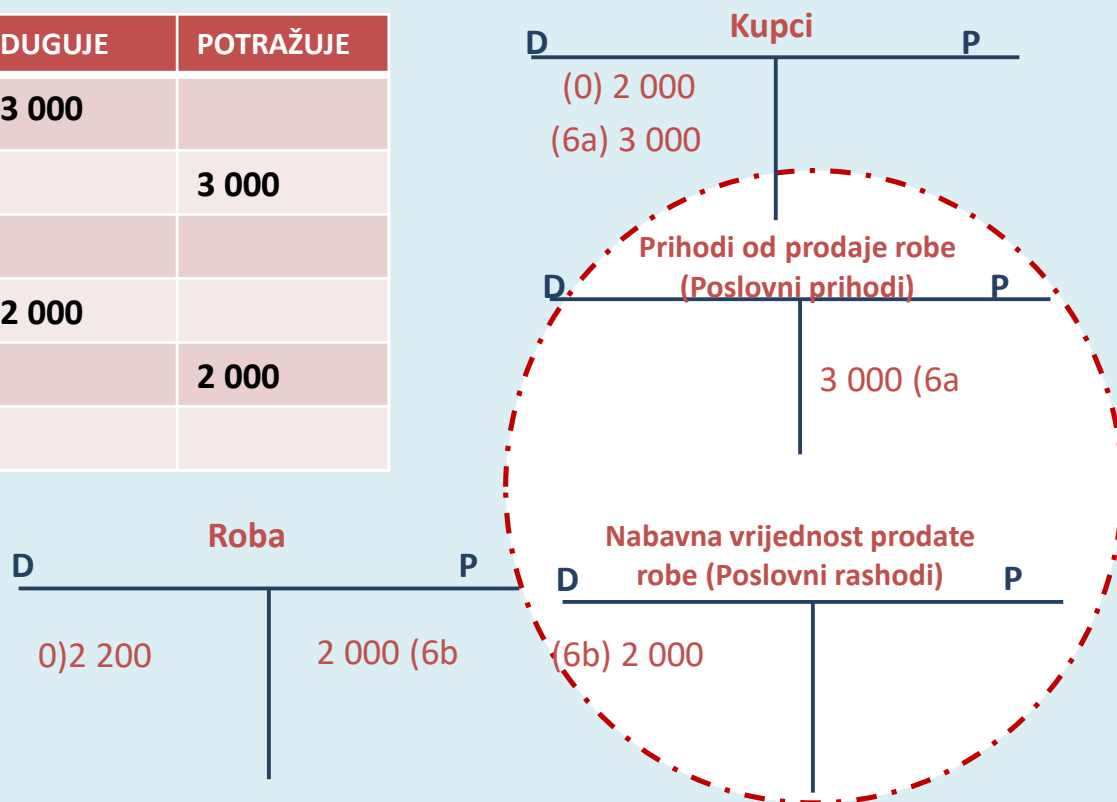 DUGUJE POTRAŽUJE
3 000
3 000
2 000
2 000
Kupci
D P
(0) 2 000
(6a) 3 000
Prihodi od prodaje robe
(Poslovni prihodi)
D P
3 000 (6a
Roba
D P
0)2 200 2 000 (6b
Nabavna vrijednost prodate
robe (Poslovni rashodi)
D P
(6b) 2 000